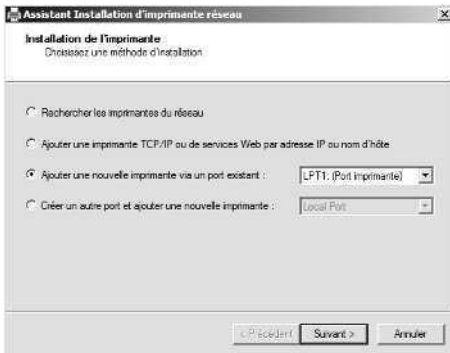 Assistant Installation d'imprimante réseau
Installation de l'imprimante
Choisissez une méthode d'installation.
Rechercher les imprimantes du réseau
Ajouter une imprimante TCP/IP ou de services Web par adresse IP ou nom d'hôte
Ajouter une nouvelle imprimante via un port existant : LPT1: (Port imprimante)
Créer un autre port et ajouter une nouvelle imprimante : Local Port
< Précédent Suivant > Annuler